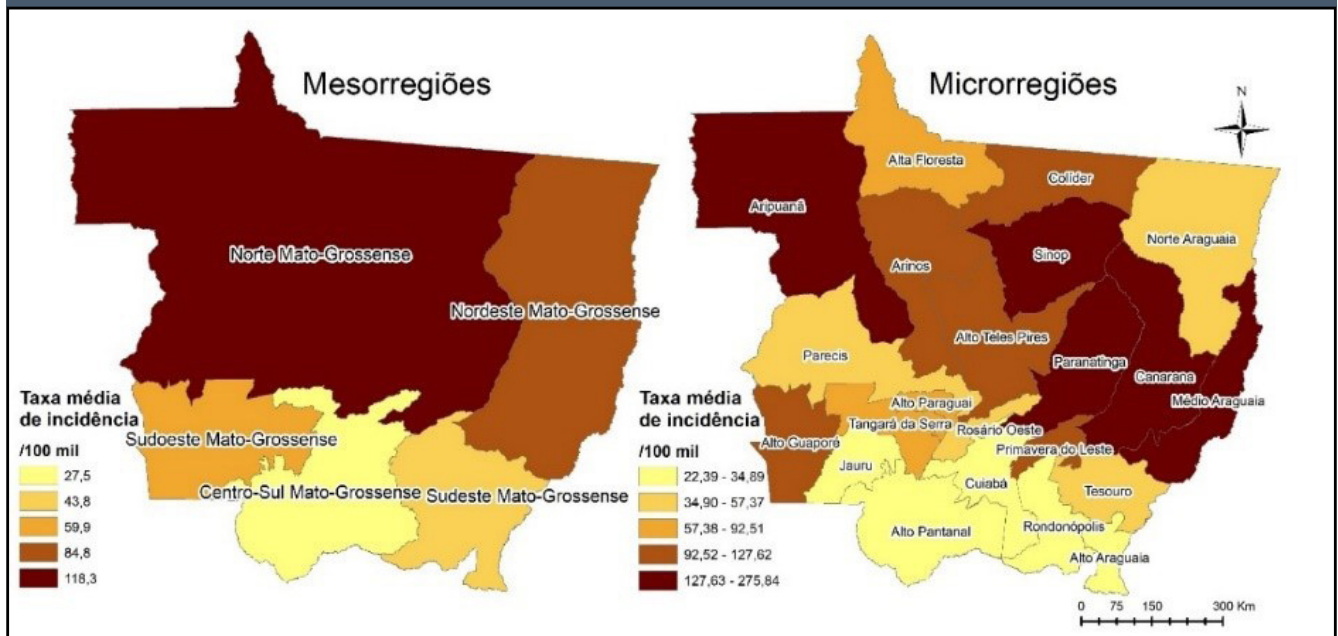 Mesorregiões
Norte Mato-Grossense
Nordeste Mato-Grossense
Sudoeste Mato-Grossense
Centro-Sul Mato-Grossense
Sudeste Mato-Grossense
Taxa média
de incidência
/100 mil
27,5
43,8
59,9
84,8
118,3
Microrregiões
N
Alta Floresta
Colíder
Aripuanã
Norte Araguaia
Sinop
Arinos
Alto Teles Pires
Parecis
Paranatinga
Canarana
Médio Araguaia
Alto Paraguai
Tangará da Serra
Rosário Oeste
Alto Guaporé
Primavera do Leste
Jauru
Cuiabá
Tesouro
Alto Pantanal
Rondonópolis
Alto Araguaia
Taxa média
de incidência
/100 mil
22,39 - 34,89
34,90 - 57,37
57,38 - 92,51
92,52 - 127,62
127,63 - 275,84
0 75 150 300 Km